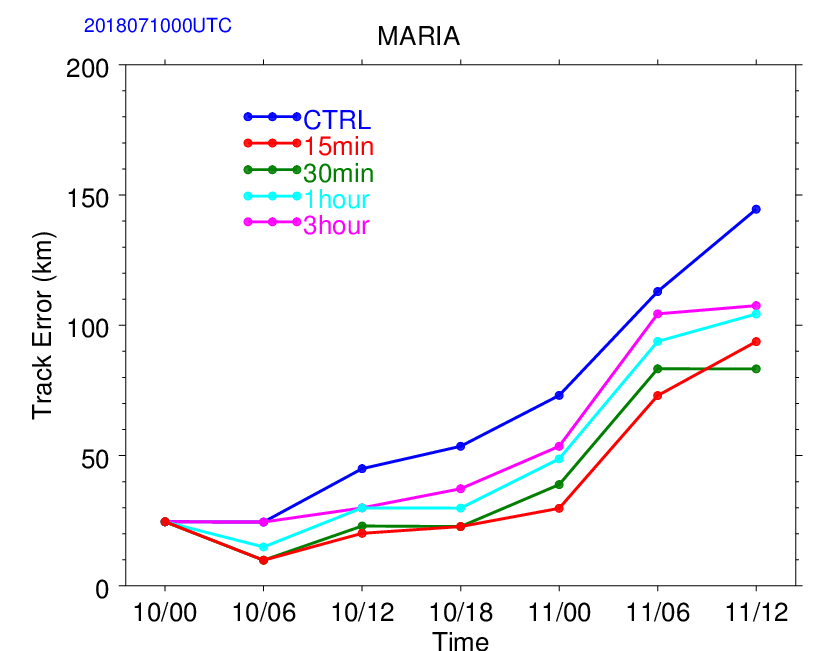 2018071000UTC
MARIA
200
150
100
50
0
Track Error (km)
CTRL
15min
30min
1hour
3hour
10/00 10/06 10/12 10/18 11/00 11/06 11/12
Time